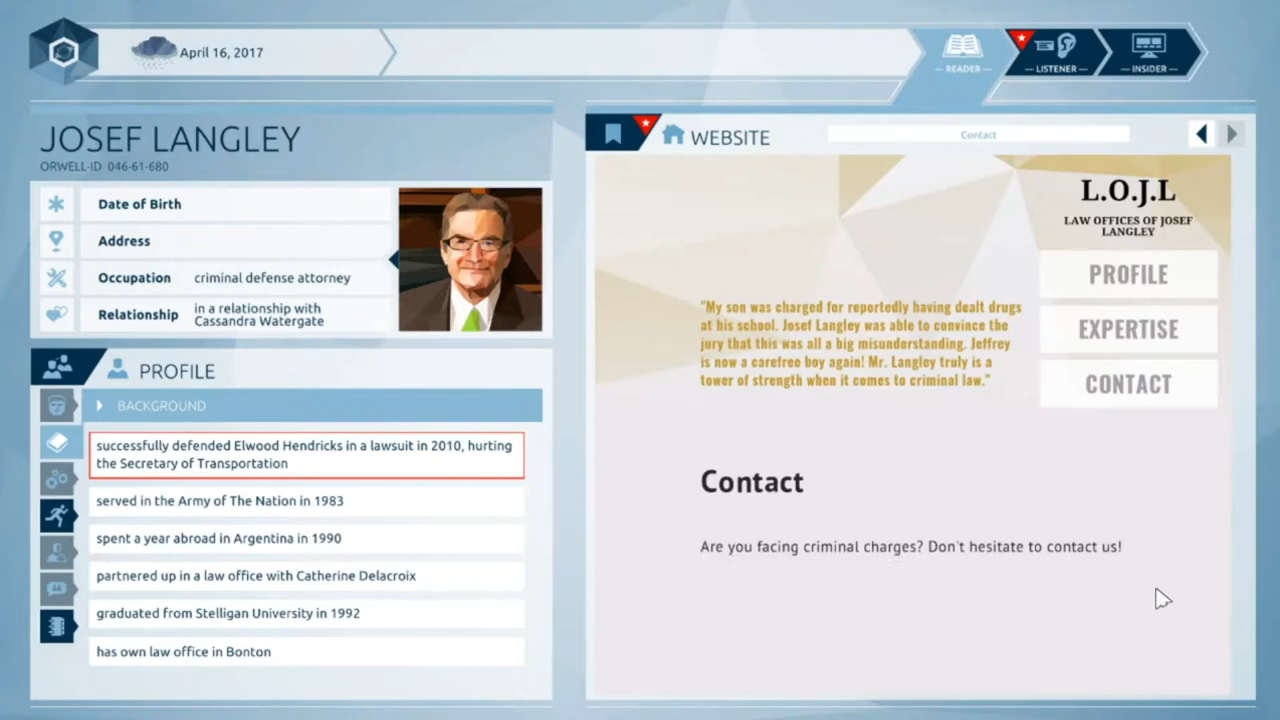 April 16, 2017
— READER —
— LISTENER —
— INSIDER —
JOSEF LANGLEY
ORWELL-ID 046-61-680
Date of Birth
Address
Occupation criminal defense attorney
Relationship in a relationship with
Cassandra Watergate
PROFILE
BACKGROUND
successfully defended Elwood Hendricks in a lawsuit in 2010, hurting
the Secretary of Transportation
served in the Army of The Nation in 1983
spent a year abroad in Argentina in 1990
partnered up in a law office with Catherine Delacroix
graduated from Stelligan University in 1992
has own law office in Bonton
WEBSITE
Contact
L.O.J.L
LAW OFFICES OF JOSEF
LANGLEY
PROFILE
EXPERTISE
CONTACT
"My son was charged for reportedly having dealt drugs
at his school. Josef Langley was able to convince the
jury that this was all a big misunderstanding. Jeffrey
is now a carefree boy again! Mr. Langley truly is a
tower of strength when it comes to criminal law."
Contact
Are you facing criminal charges? Don't hesitate to contact us!